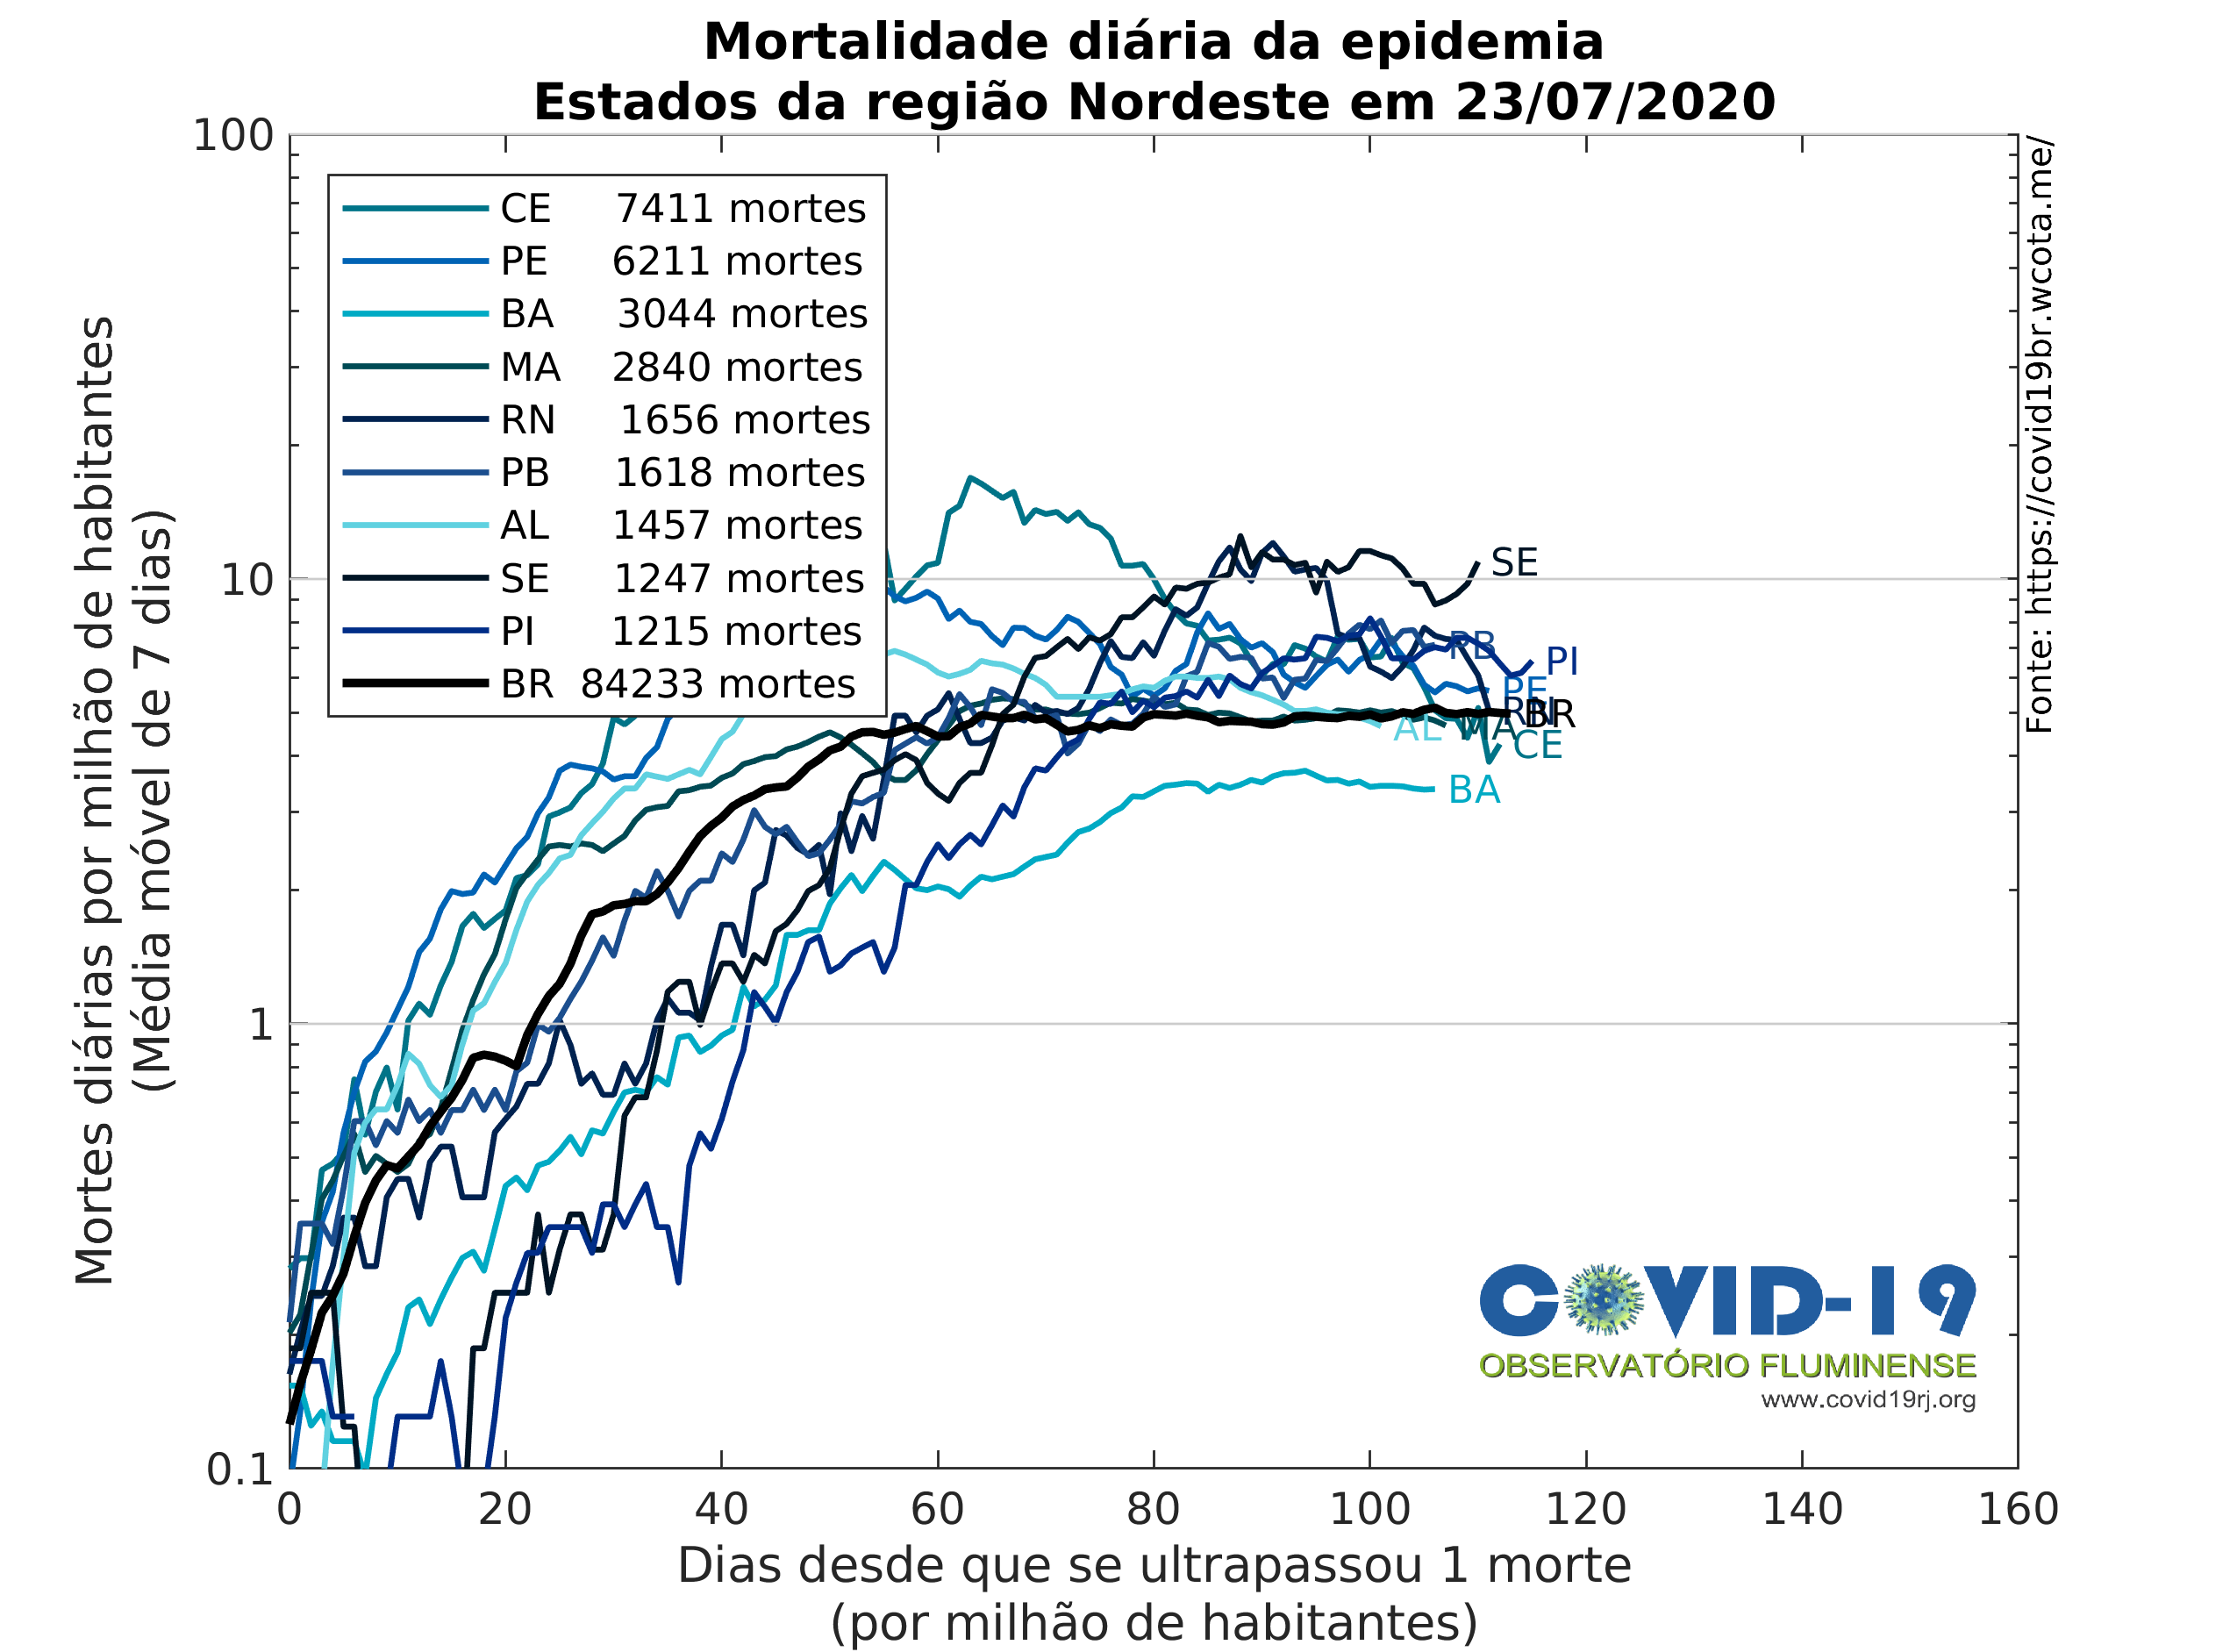 Mortalidade diária da epidemia
Estados da região Nordeste em 23/07/2020
Mortes diárias por milhão de habitantes
(Média móvel de 7 dias)
100
10
1
0.1
CE 7411 mortes
PE 6211 mortes
BA 3044 mortes
MA 2840 mortes
RN 1656 mortes
PB 1618 mortes
AL 1457 mortes
SE 1247 mortes
PI 1215 mortes
BR 84233 mortes
SE
PB
PI
PE
RN
BR
AL
MA
CE
BA
Fonte: https://covid19br.wcota.me/
COVID-19
OBSERVATÓRIO FLUMINENSE
www.covid19rj.org
0 20 40 60 80 100 120 140 160
Dias desde que se ultrapassou 1 morte
(por milhão de habitantes)